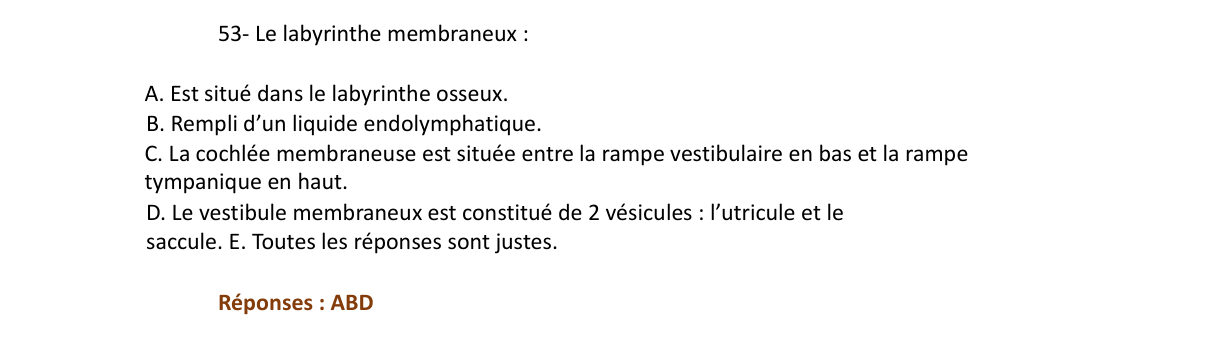 53- Le labyrinthe membraneux :
A. Est situé dans le labyrinthe osseux.
B. Rempli d’un liquide endolymphatique.
C. La cochlée membraneuse est située entre la rampe vestibulaire en bas et la rampe
tympanique en haut.
D. Le vestibule membraneux est constitué de 2 vésicules : l’utricule et le
saccule. E. Toutes les réponses sont justes.
Réponses : ABD